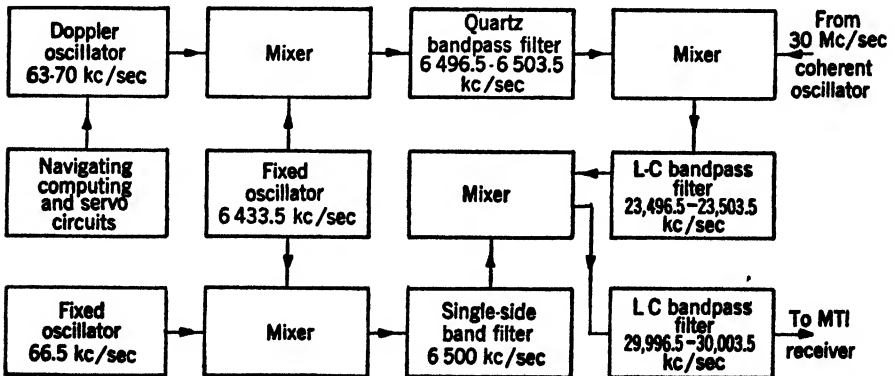 Doppler
oscillator
63-70 kc/sec
Mixer
Quartz
bandpass filter
6 496.5-6 503.5
kc/sec
Mixer
From
30 Mc/sec
coherent
oscillator
Navigating
computing
and servo
circuits
Fixed
oscillator
6 433.5 kc/sec
Mixer
L-C bandpass
filter
23,496.5-23,503.5
kc/sec
Fixed
oscillator
66.5 kc/sec
Mixer
Single-side
band filter
6 500 kc/sec
L C bandpass
filter
29,996.5-30,003.5
kc/sec
To MTI
receiver